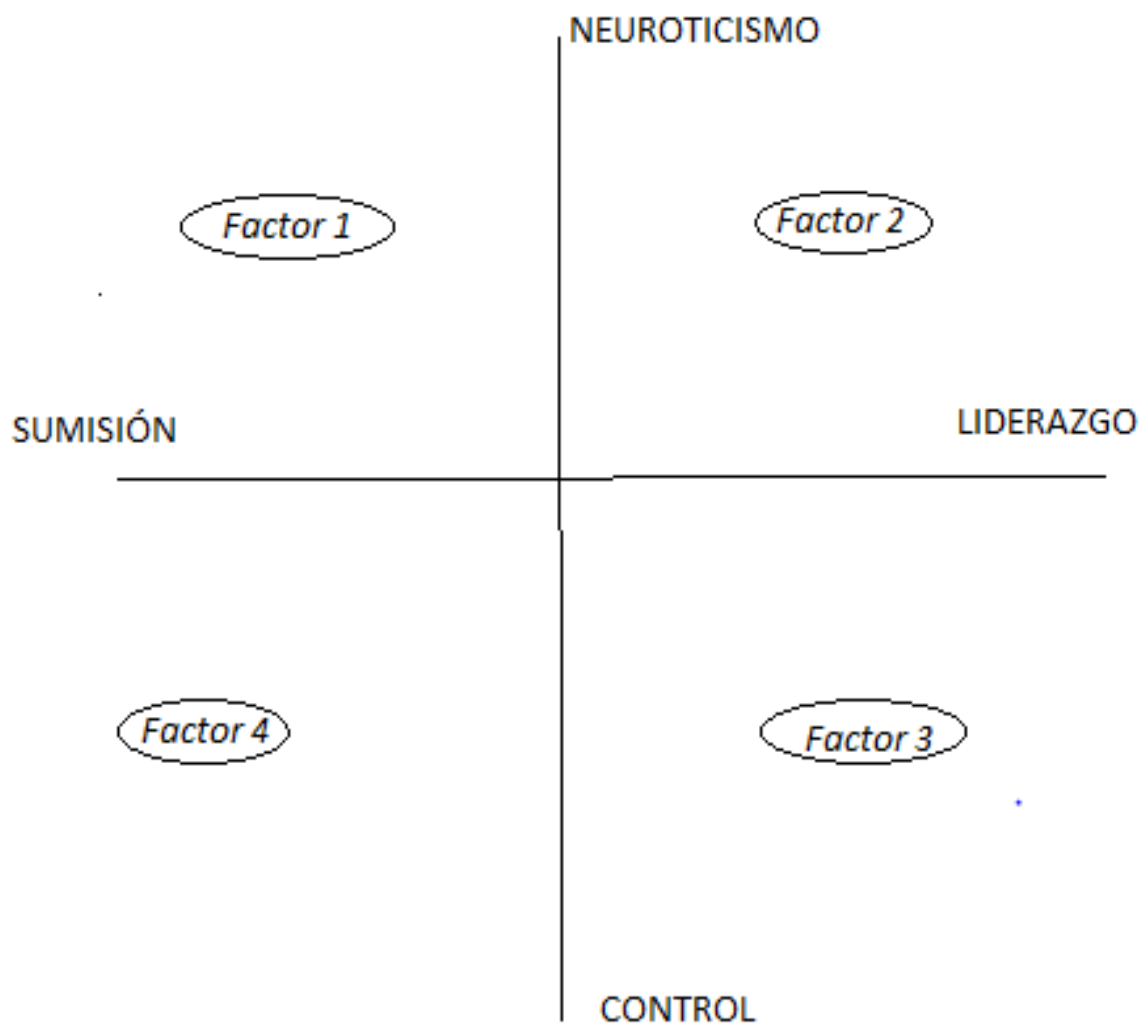 NEUROTICISMO
Factor 1
Factor 2
SUMISIÓN
LIDERAZGO
Factor 4
Factor 3
CONTROL